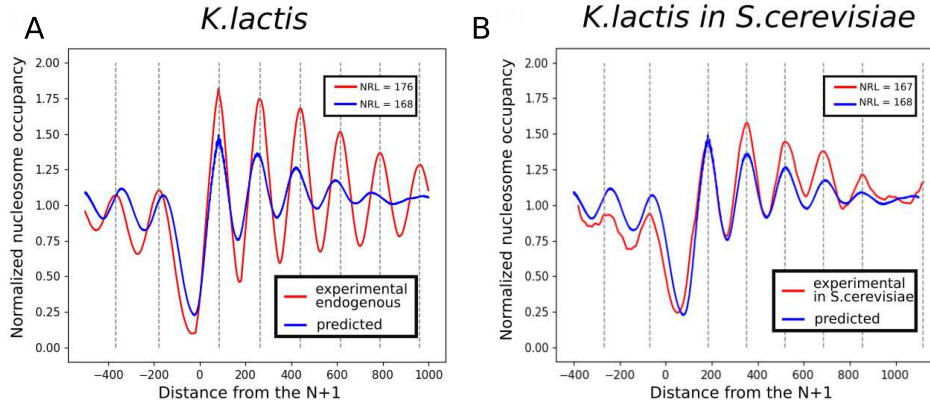 A
K.lactis
Normalized nucleosome occupancy
2.00
1.75
1.50
1.25
1.00
0.75
0.50
0.25
0.00
NRL = 176
NRL = 168
experimental
endogenous
predicted
−400
−200
0
200
400
600
800
1000
Distance from the N+1
B
K.lactis in S.cerevisiae
Normalized nucleosome occupancy
2.00
1.75
1.50
1.25
1.00
0.75
0.50
0.25
0.00
NRL = 167
NRL = 168
experimental
in S.cerevisiae
predicted
−400
−200
0
200
400
600
800
1000
Distance from the N+1